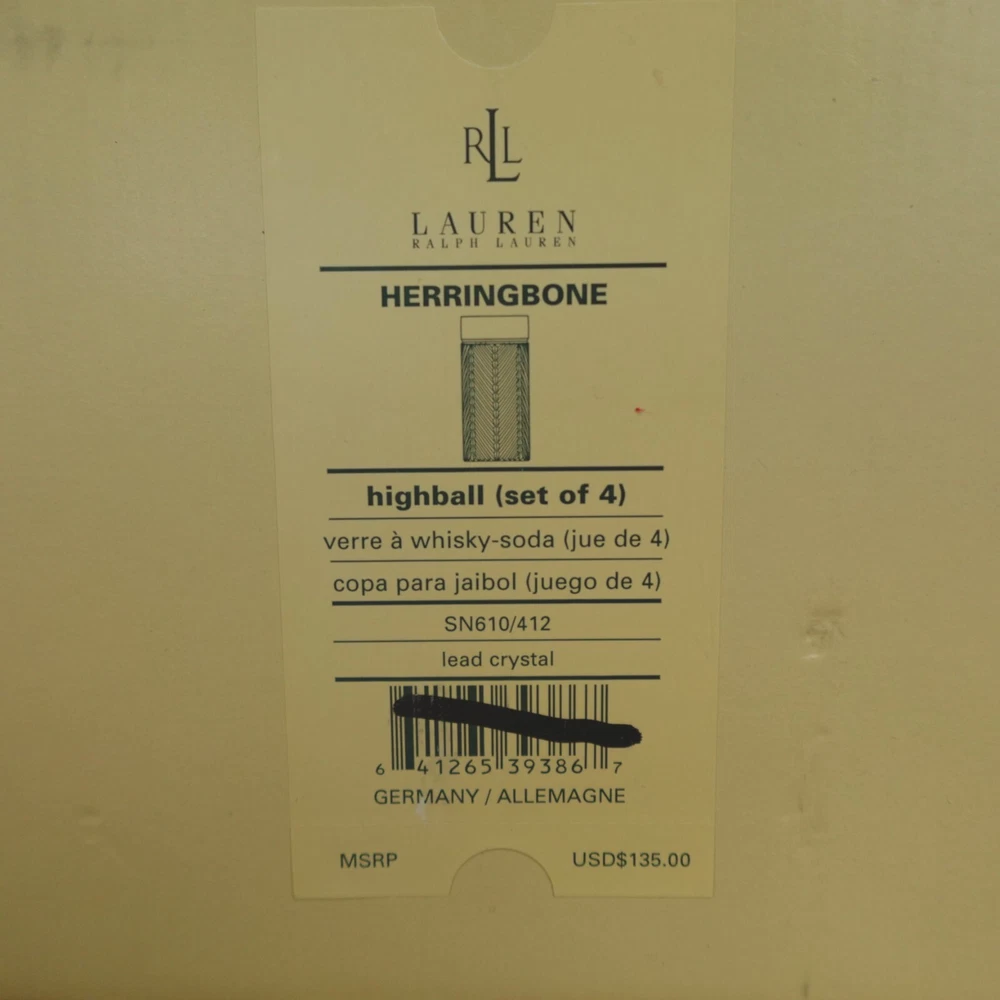 RLL
LAUREN
RALPH LAUREN
HERRINGBONE
highball (set of 4)
verre à whisky-soda (jue de 4)
copa para jaibol (juego de 4)
SN610/412
lead crystal
6 41265 39386 7
GERMANY / ALLEMAGNE
MSRP USD$135.00